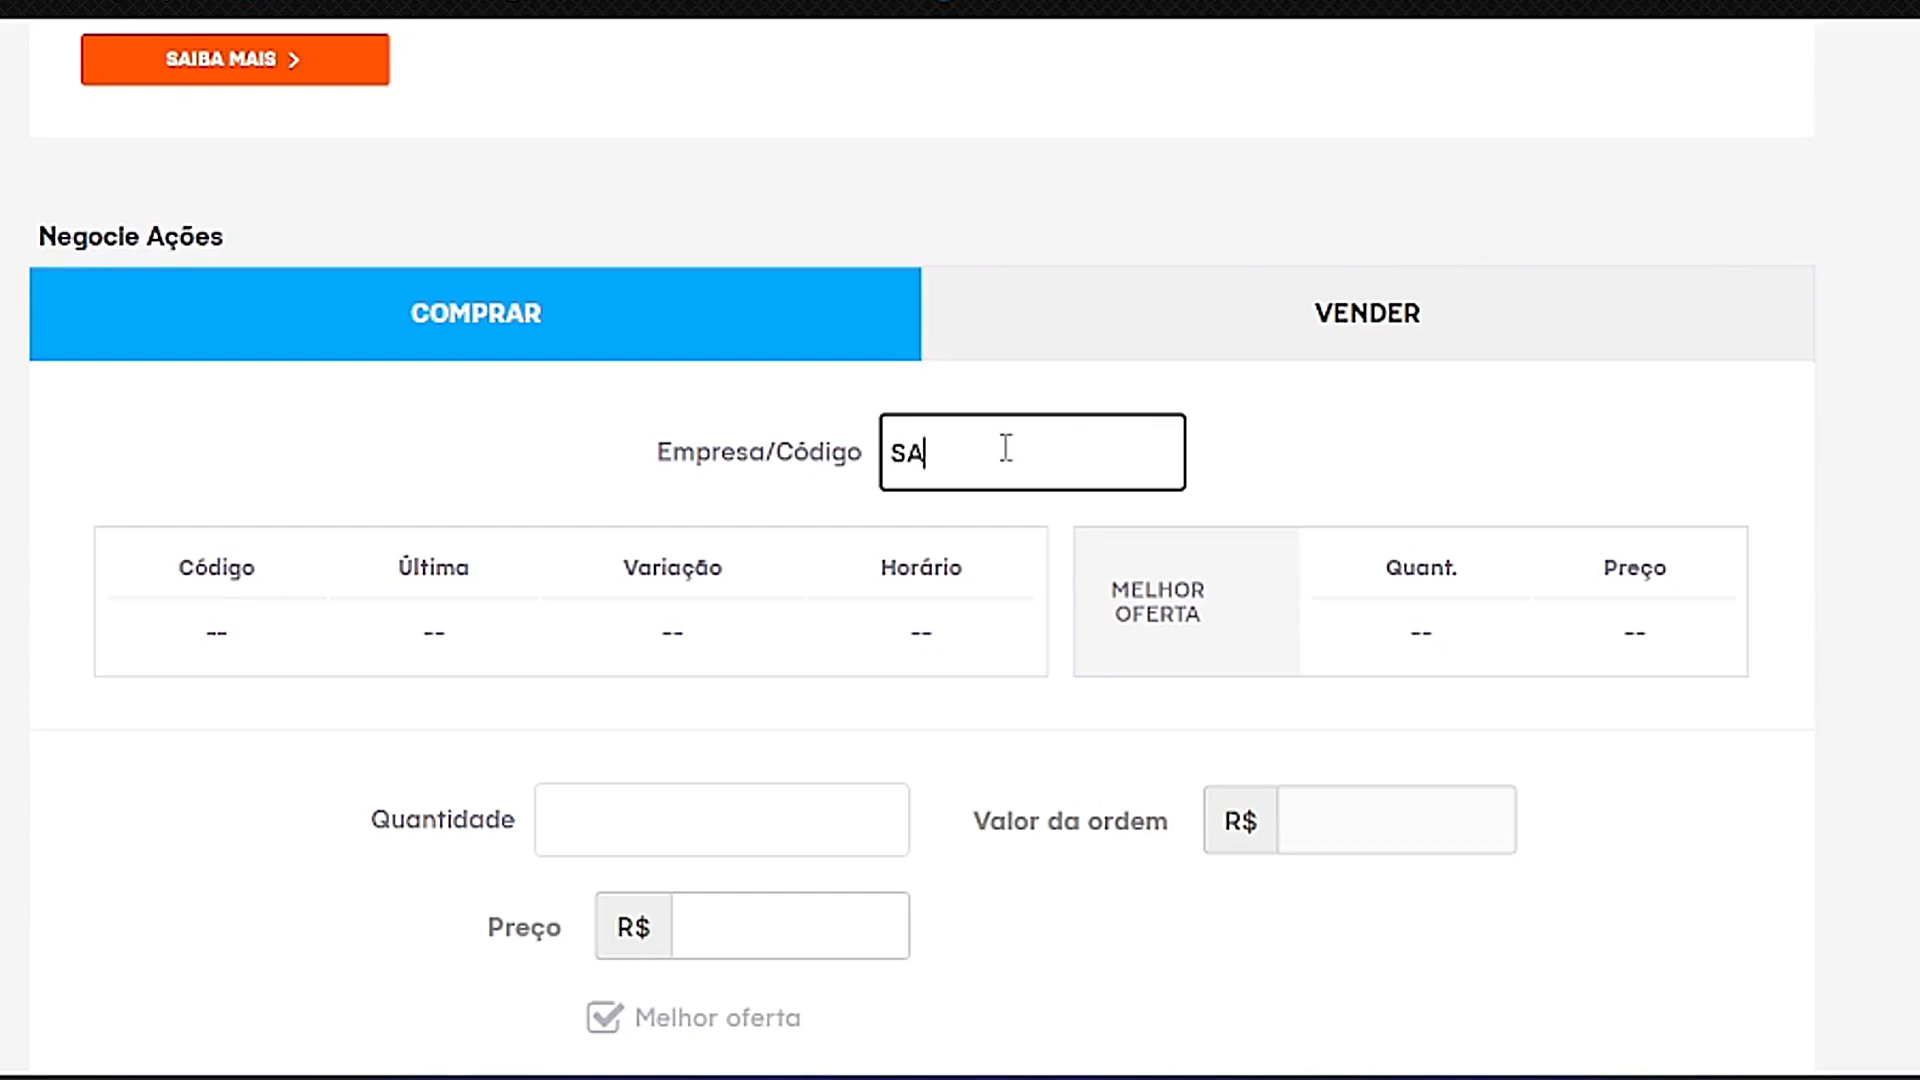 SAIBA MAIS
Negocie Ações
COMPRAR VENDER
Empresa/Código SA
Código Última Variação Horário
-- -- -- --
MELHOR
OFERTA
Quant. Preço
-- --
Quantidade Valor da ordem R$
Preço R$
Melhor oferta